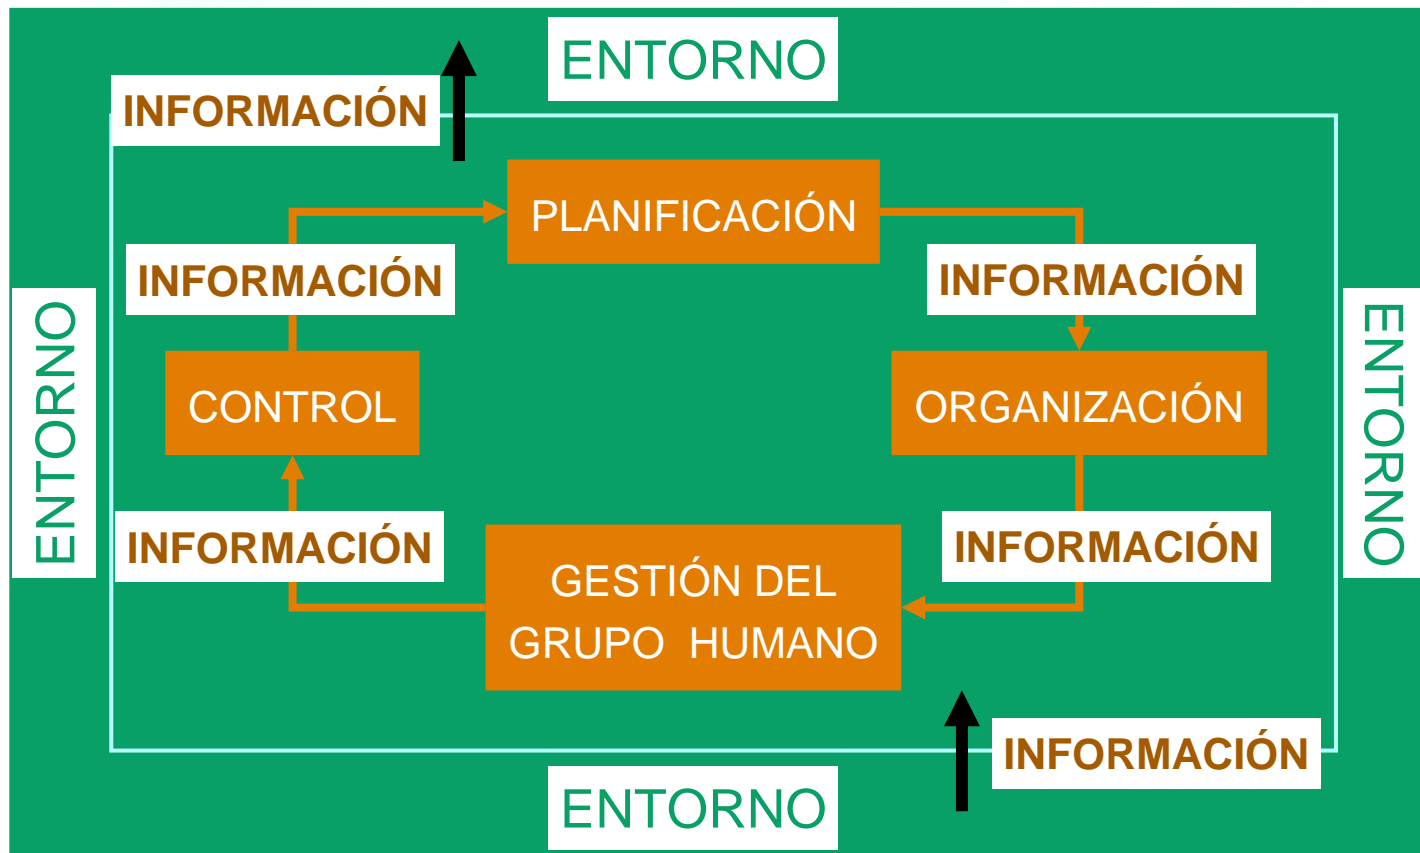 ENTORNO
INFORMACIÓN
PLANIFICACIÓN
INFORMACIÓN
INFORMACIÓN
ENTORNO
ENTORNO
CONTROL
ORGANIZACIÓN
INFORMACIÓN
INFORMACIÓN
GESTIÓN DEL
GRUPO HUMANO
INFORMACIÓN
ENTORNO